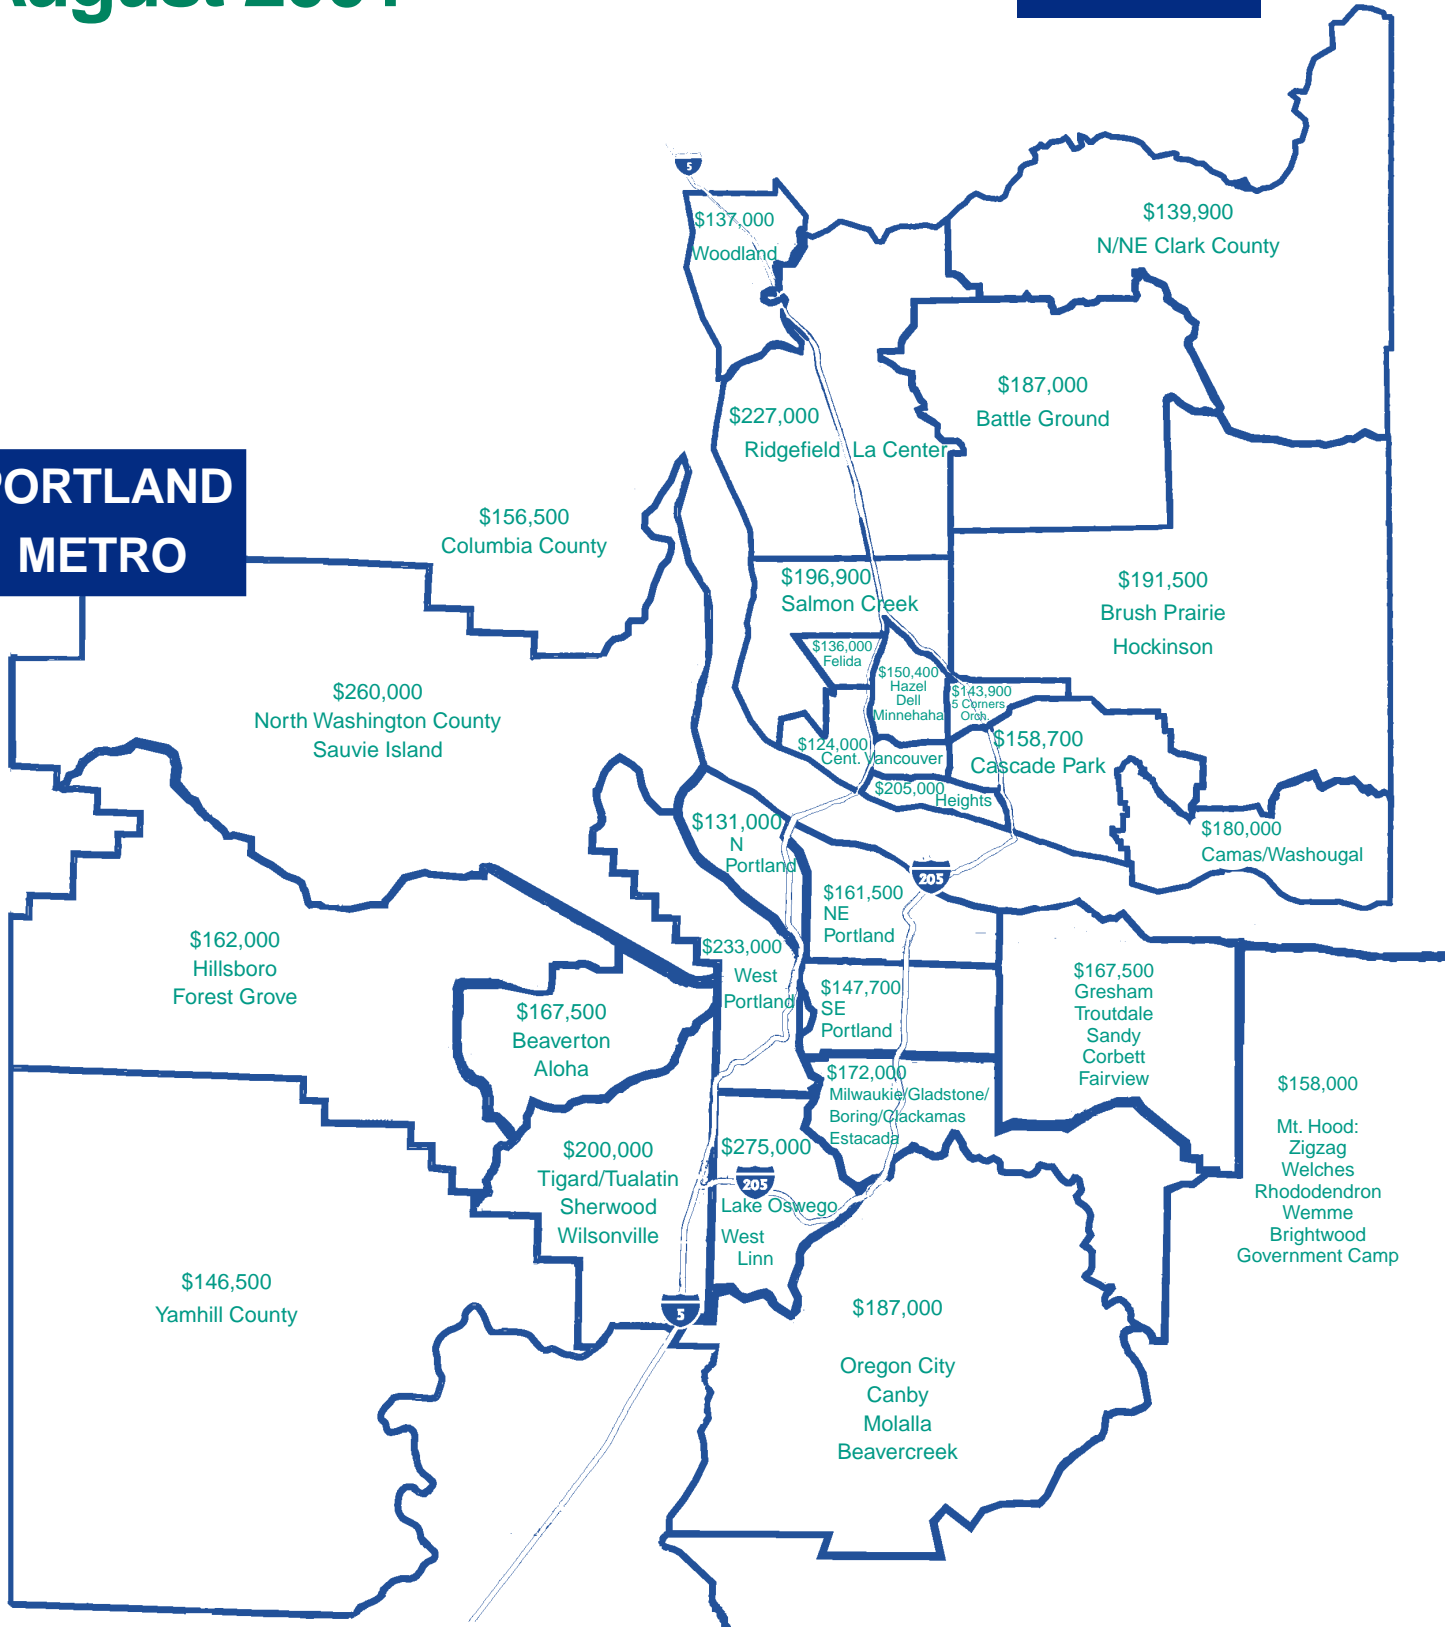 August 2001
5
$137,000
Woodland
$139,900
N/NE Clark County
$187,000
Battle Ground
$227,000
Ridgefield La Center
PORTLAND
METRO
$156,500
Columbia County
$196,900
Salmon Creek
$191,500
Brush Prairie
Hockinson
$136,000
Felida
$150,400
Hazel
Dell
Minnehaha
$143,900
5 Corners
Orch.
$260,000
North Washington County
Sauvie Island
$124,000
Cent. Vancouver
$158,700
Cascade Park
$205,000
Heights
$131,000
N
Portland
$180,000
Camas/Washougal
205
$161,500
NE
Portland
$162,000
Hillsboro
Forest Grove
$233,000
West
Portland
$147,700
SE
Portland
$167,500
Gresham
Troutdale
Sandy
Corbett
Fairview
$167,500
Beaverton
Aloha
$172,000
Milwaukie/Gladstone/
Boring/Clackamas
Estacada
$158,000
Mt. Hood:
Zigzag
Welches
Rhododendron
Wemme
Brightwood
Government Camp
$200,000
Tigard/Tualatin
Sherwood
Wilsonville
$275,000
205
Lake Oswego
West
Linn
$146,500
Yamhill County
5
$187,000
Oregon City
Canby
Molalla
Beavercreek